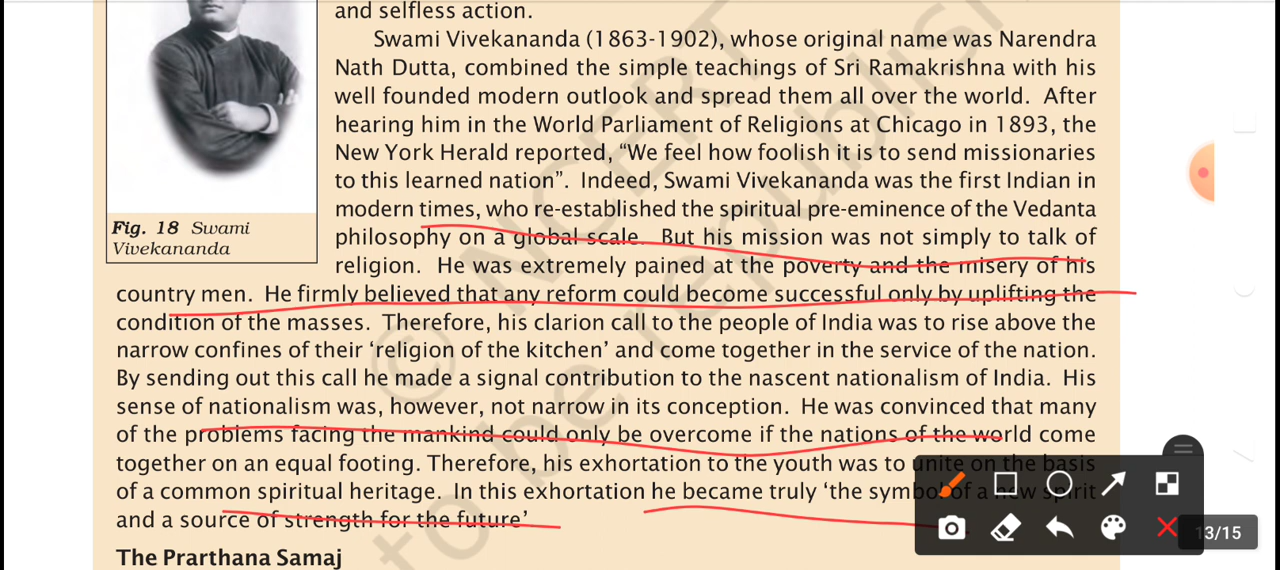 and selfless action.
Swami Vivekananda (1863-1902), whose original name was Narendra
Nath Dutta, combined the simple teachings of Sri Ramakrishna with his
well founded modern outlook and spread them all over the world. After
hearing him in the World Parliament of Religions at Chicago in 1893, the
New York Herald reported, “We feel how foolish it is to send missionaries
to this learned nation”. Indeed, Swami Vivekananda was the first Indian in
modern times, who re-established the spiritual pre-eminence of the Vedanta
philosophy on a global scale. But his mission was not simply to talk of
religion. He was extremely pained at the poverty and the misery of his
country men. He firmly believed that any reform could become successful only by uplifting the
condition of the masses. Therefore, his clarion call to the people of India was to rise above the
narrow confines of their ‘religion of the kitchen’ and come together in the service of the nation.
By sending out this call he made a signal contribution to the nascent nationalism of India. His
sense of nationalism was, however, not narrow in its conception. He was convinced that many
of the problems facing the mankind could only be overcome if the nations of the world come
together on an equal footing. Therefore, his exhortation to the youth was to unite on the basis
of a common spiritual heritage. In this exhortation he became truly ‘the symbol of a new spirit
and a source of strength for the future’
The Prarthana Samaj
Fig. 18 Swami
Vivekananda
© NCERT
to be republish
13/15